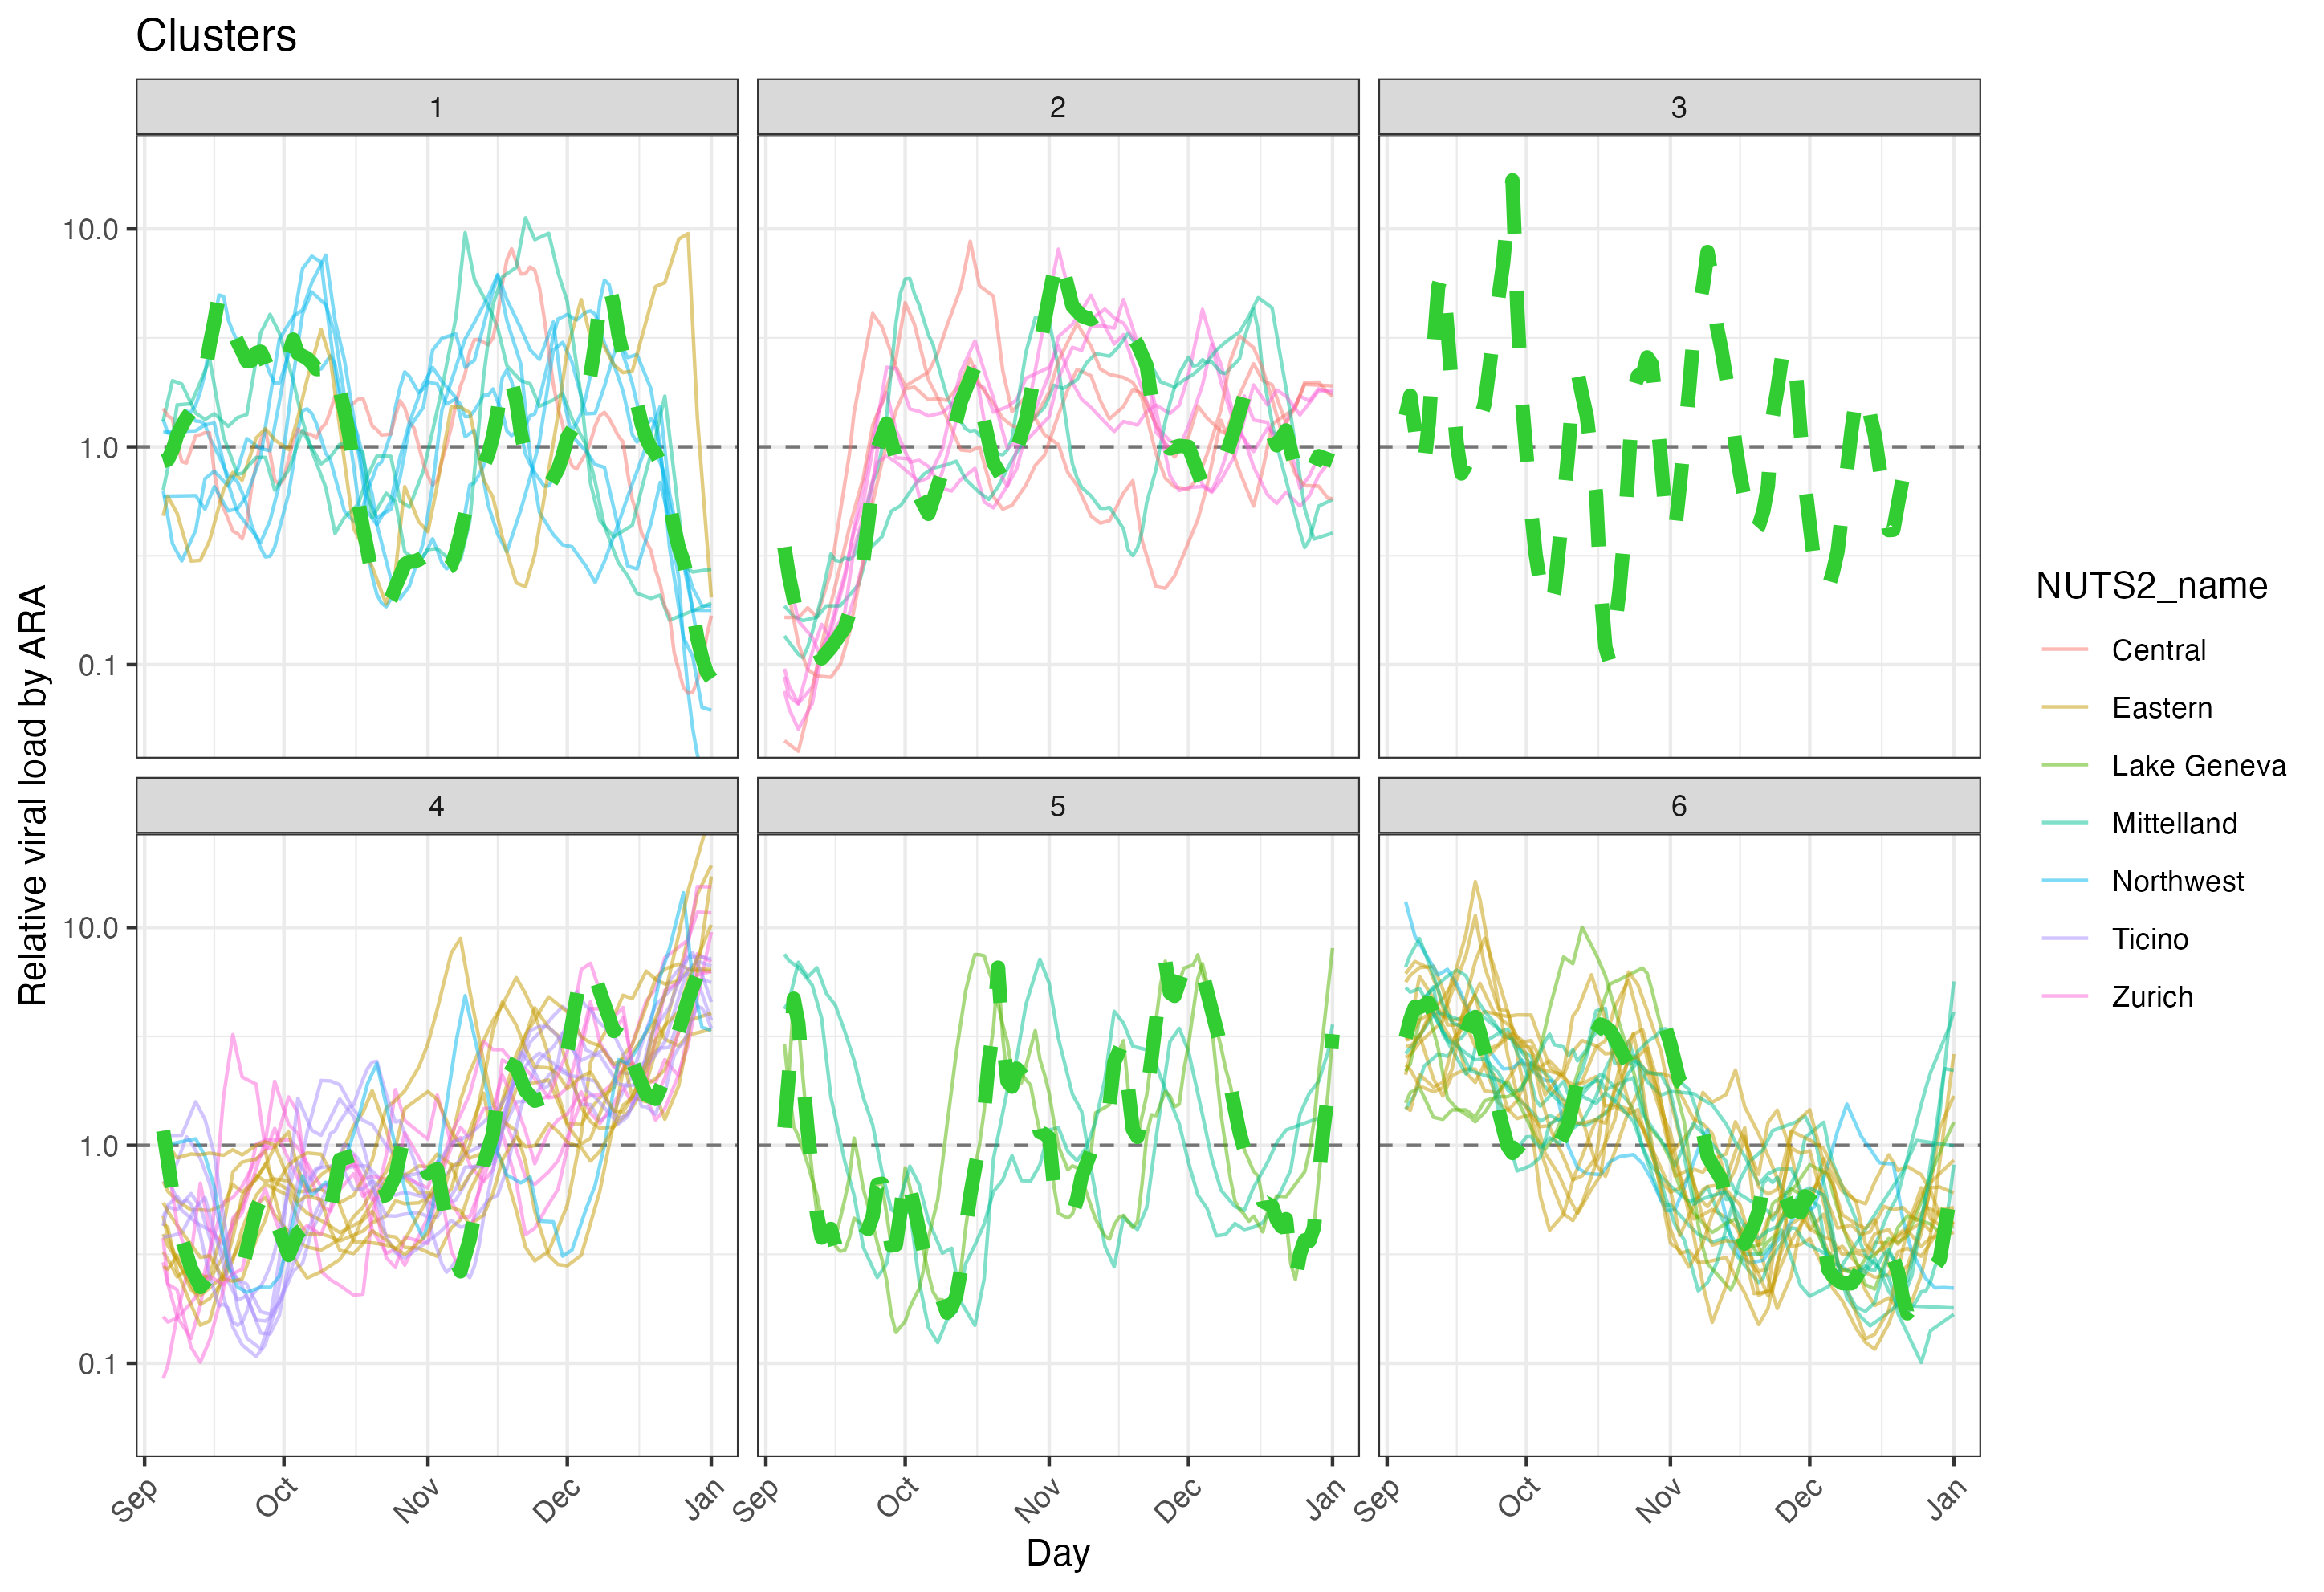 Clusters
1
2
3
10.0
1.0
0.1
4
5
6
10.0
1.0
0.1
Sep
Oct
Nov
Dec
Jan
Sep
Oct
Nov
Dec
Jan
Sep
Oct
Nov
Dec
Jan
Day
Relative viral load by ARA
NUTS2_name
Central
Eastern
Lake Geneva
Mittelland
Northwest
Ticino
Zurich